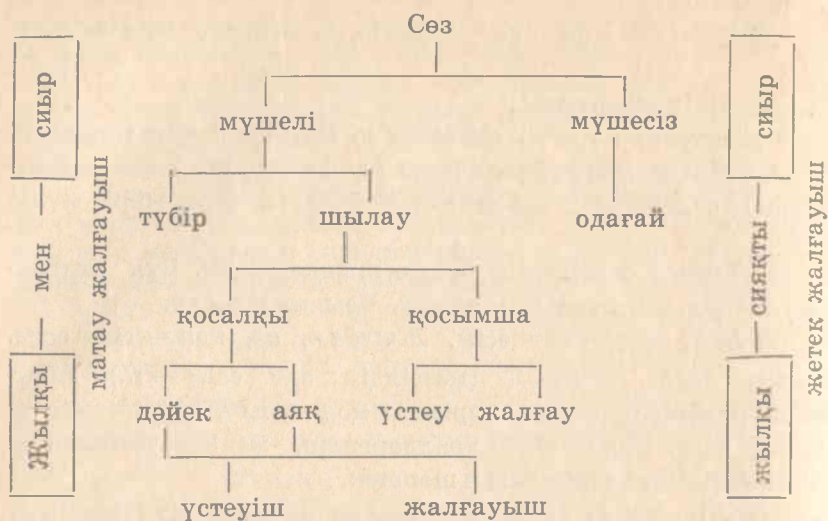 Сөз
мүшелі мүшесіз
түбір шылау одағай
қосалқы қосымша
дәйек аяқ үстеу жалғау
үстеуіш жалғауыш
Жылқы — мен — сиыр
матау жалғауыш
жылқы — сияқты — сиыр
жетек жалғауыш